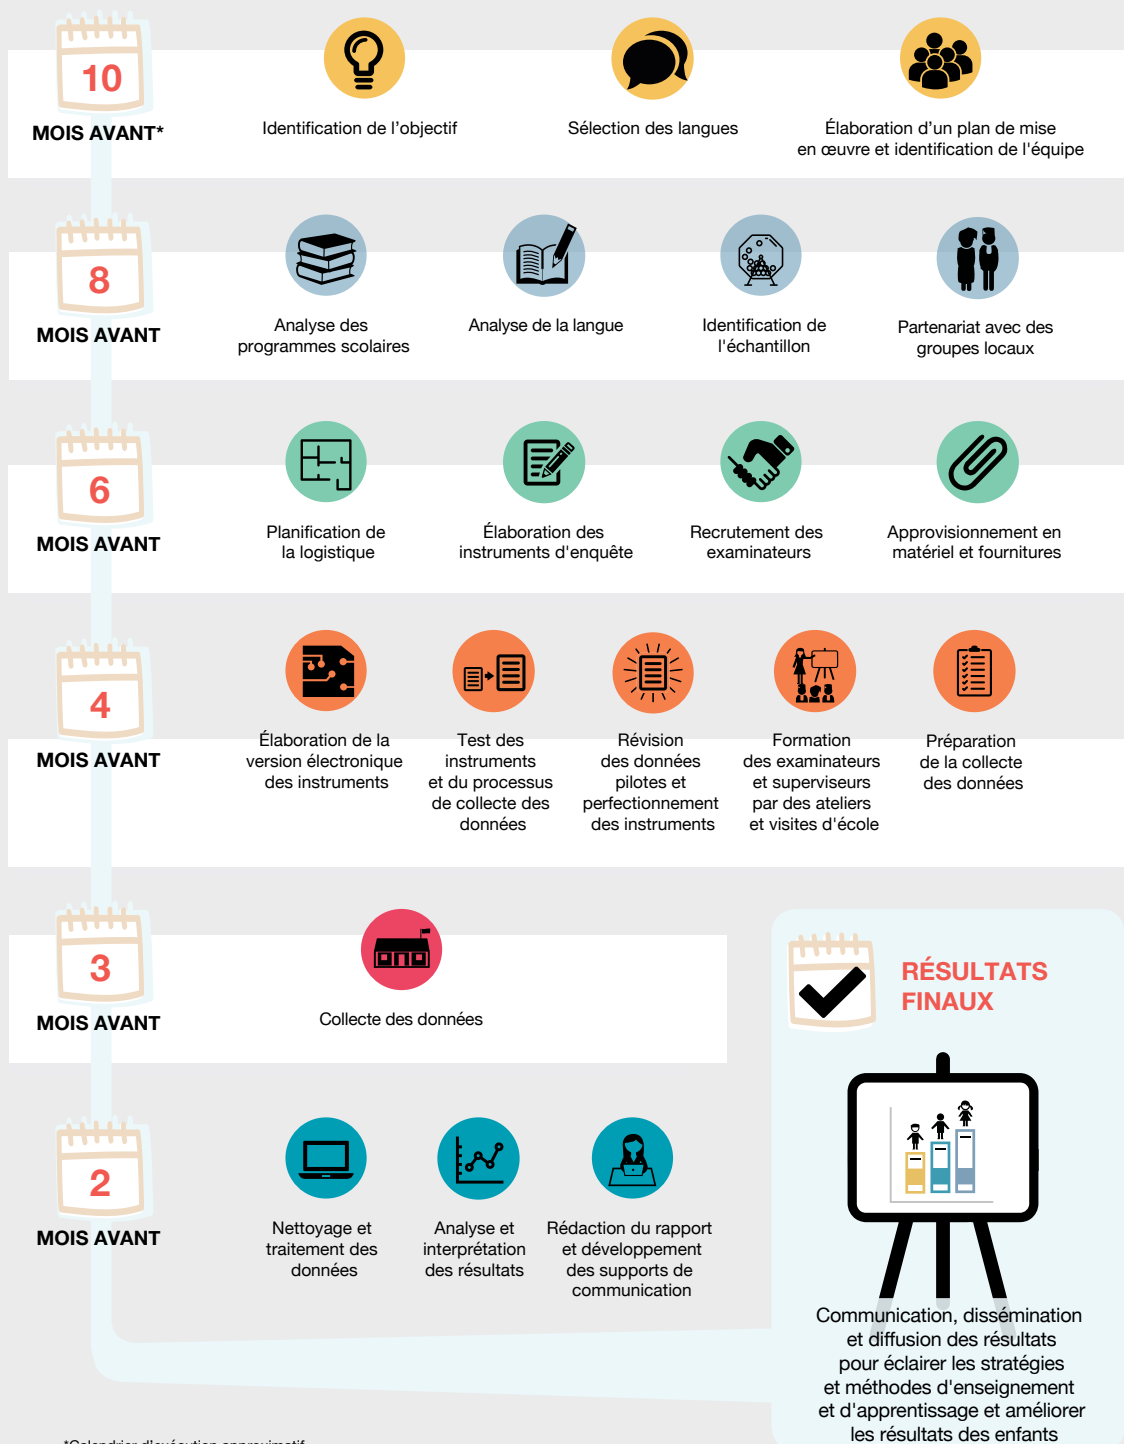 10
MOIS AVANT*
Identification de l'objectif
Sélection des langues
Élaboration d'un plan de mise
en œuvre et identification de l'équipe
8
MOIS AVANT
Analyse des
programmes scolaires
Analyse de la langue
Identification de
l'échantillon
Partenariat avec des
groupes locaux
6
MOIS AVANT
Planification de
la logistique
Élaboration des
instruments d'enquête
Recrutement des
examinateurs
Approvisionnement en
matériel et fournitures
4
MOIS AVANT
Élaboration de la
version électronique
des instruments
Test des
instruments
et du processus
de collecte des
données
Révision
des données
pilotes et
perfectionnement
des instruments
Formation
des examinateurs
et superviseurs
par des ateliers
et visites d'école
Préparation
de la collecte
des données
3
MOIS AVANT
Collecte des données
2
MOIS AVANT
Nettoyage et
traitement des
données
Analyse et
interprétation
des résultats
Rédaction du rapport
et développement
des supports de
communication
RÉSULTATS
FINAUX
Communication, dissémination
et diffusion des résultats
pour éclairer les stratégies
et méthodes d'enseignement
et d'apprentissage et améliorer
les résultats des enfants
*Calendrier d'exécution approximatif